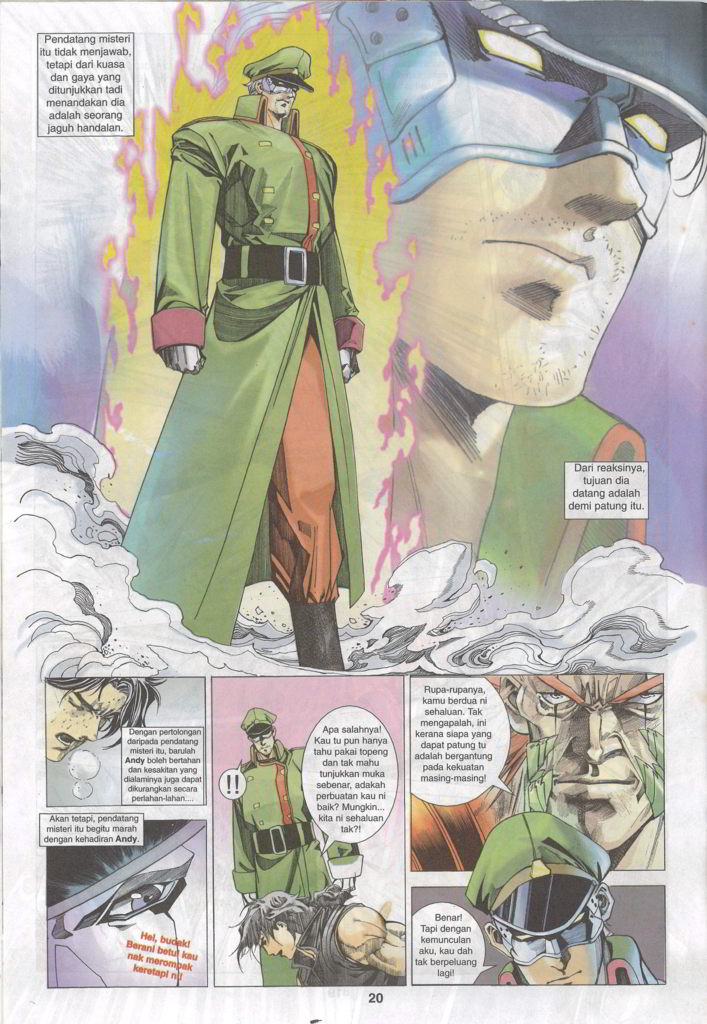 Pendatang misteri
itu tidak menjawab,
tetapi dari kuasa
dan gaya yang
ditunjukkan tadi
menandakan dia
adalah seorang
jaguh handalan.
Dari reaksinya,
tujuan dia
datang adalah
demi patung itu.
Dengan pertolongan
daripada pendatang
misteri itu, barulah
Andy boleh bertahan
dan kesakitan yang
dialaminya juga dapat
dikurangkan secara
perlahan-lahan....
Akan tetapi, pendatang
misteri itu begitu marah
dengan kehadiran Andy.
Hei, budak!
Berani betul kau
nak merompak
keretapi ni!
!!
Apa salahnya!
Kau tu pun hanya
tahu pakai topeng
dan tak mahu
tunjukkan muka
sebenar, adakah
perbuatan kau ni
baik? Mungkin...
kita ni sehaluan
tak?!
Rupa-rupanya,
kamu berdua ni
sehaluan. Tak
mengapalah, ini
kerana siapa yang
dapat patung tu
adalah bergantung
pada kekuatan
masing-masing!
Benar!
Tapi dengan
kemunculan
aku, kau dah
tak berpeluang
lagi!
20